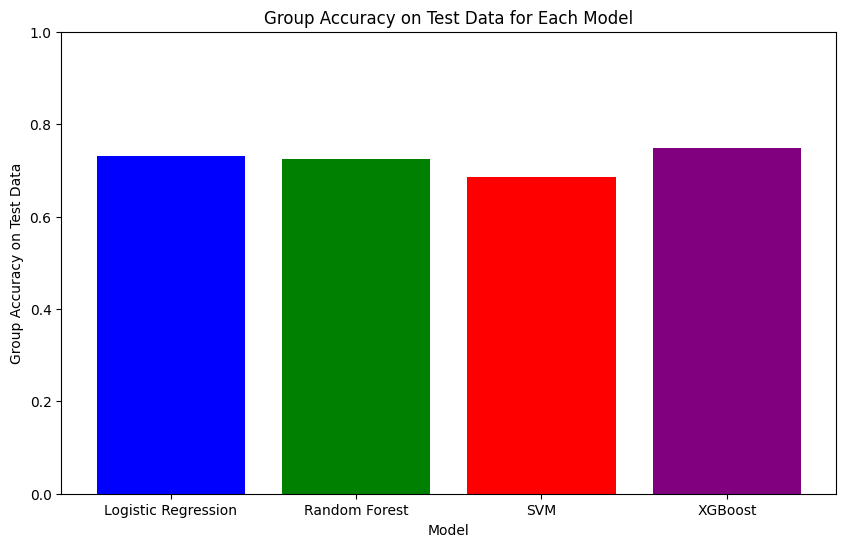 Group Accuracy on Test Data for Each Model
Group Accuracy on Test Data
1.0
0.8
0.6
0.4
0.2
0.0
Logistic Regression
Random Forest
SVM
XGBoost
Model